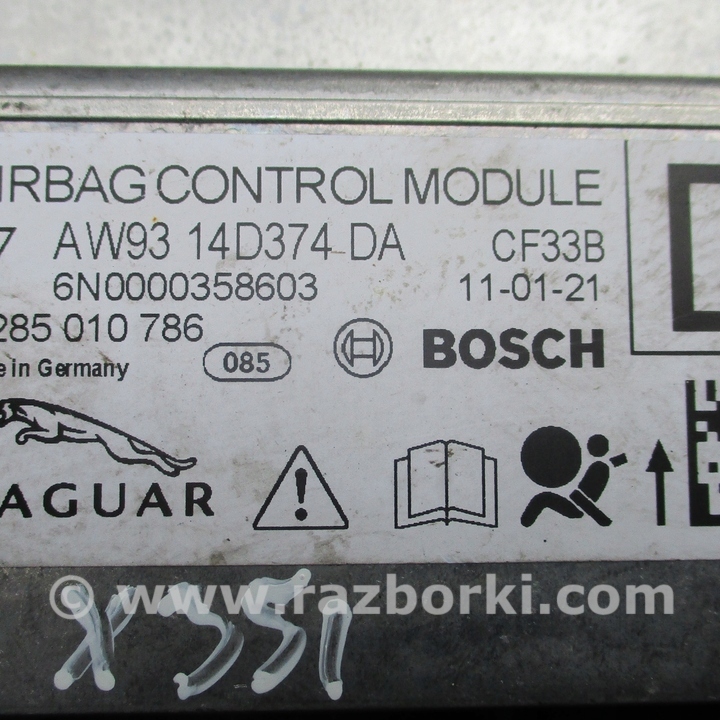 IRBAG CONTROL MODULE
7 AW93 14D374 DA CF33B
6N0000358603 11-01-21
285 010 786 085 BOSCH
e in Germany
AGUAR
© www.razborki.com
X351